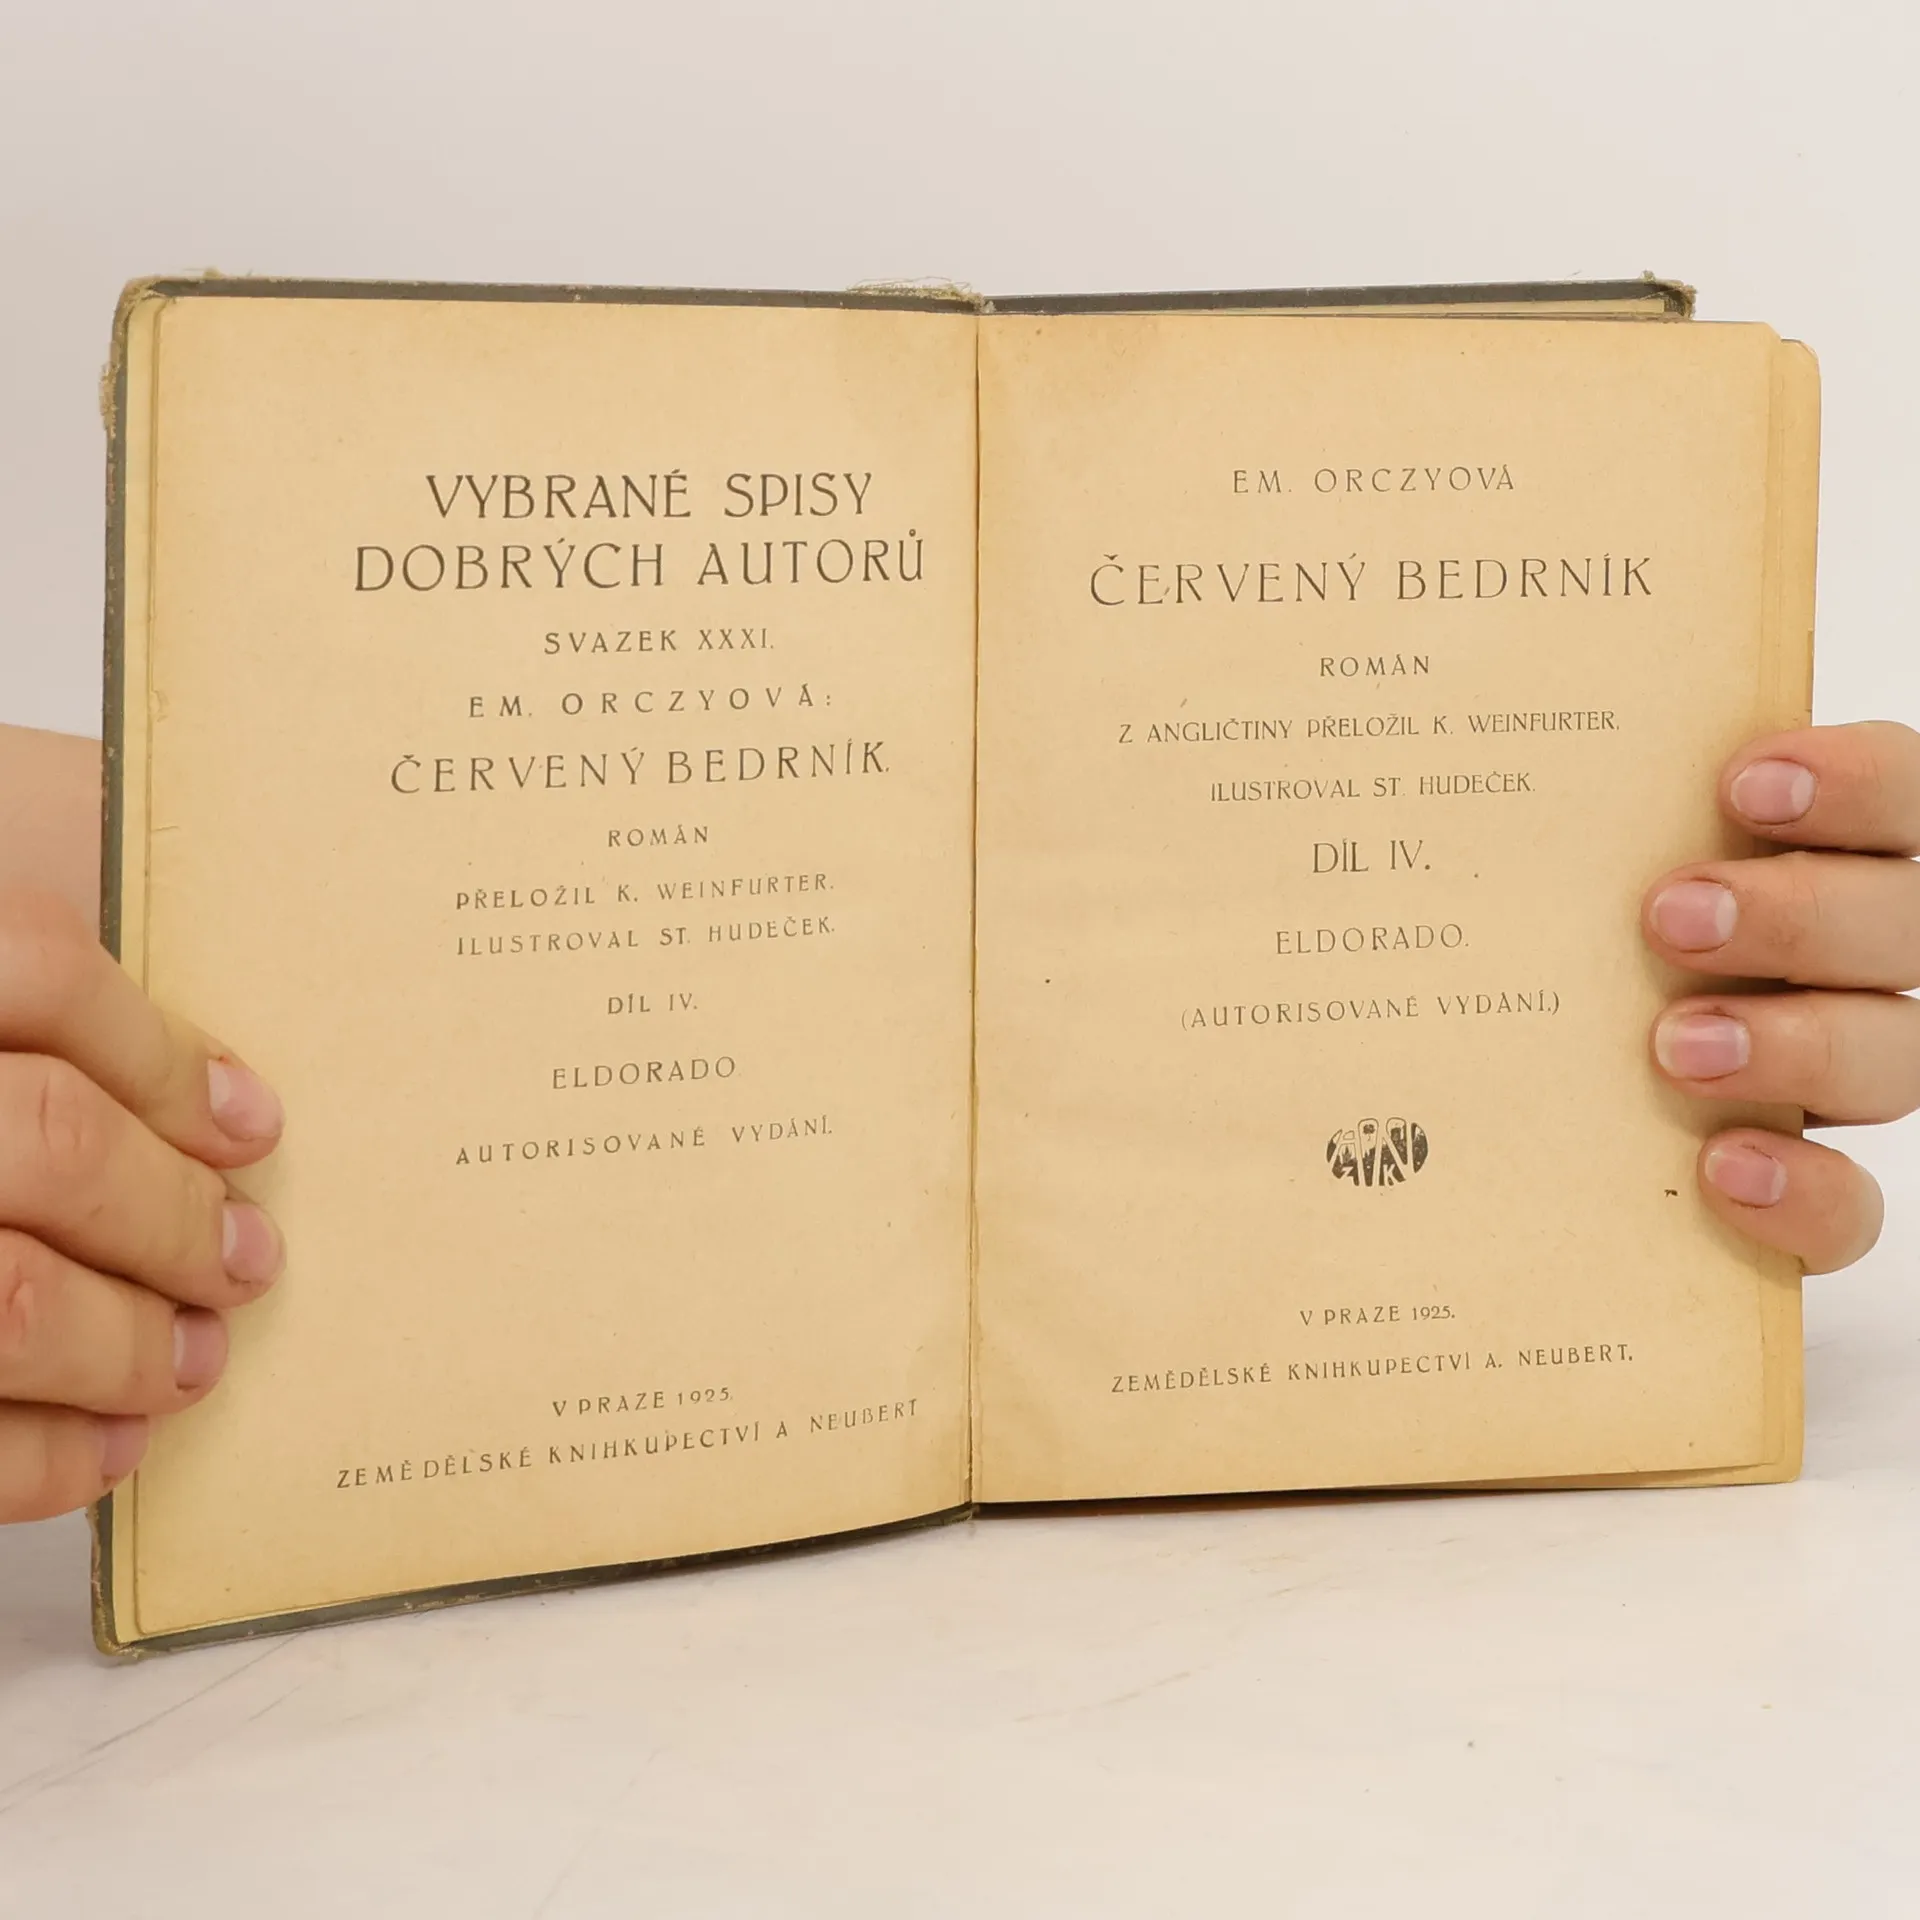 VYBRANÉ SPISY
DOBRÝCH AUTORŮ
SVAZEK XXXI.
EM. ORCZYOVÁ:
ČERVENÝ BEDRNÍK.
ROMÁN
PŘELOŽIL K. WEINFURTER.
ILUSTROVAL ST. HUDEČEK.
DÍL IV.
ELDORADO
AUTORISOVANÉ VYDÁNÍ.
V PRAZE 1925.
ZEMĚDĚLSKÉ KNIHKUPECTVÍ A NEUBERT
EM. ORCZYOVÁ
ČERVENÝ BEDRNÍK
ROMÁN
Z ANGLIČTINY PŘELOŽIL K. WEINFURTER.
ILUSTROVAL ST. HUDEČEK.
DÍL IV.
ELDORADO.
(AUTORISOVANÉ VYDÁNÍ.)
V PRAZE 1925.
ZEMĚDĚLSKÉ KNIHKUPECTVÍ A. NEUBERT.